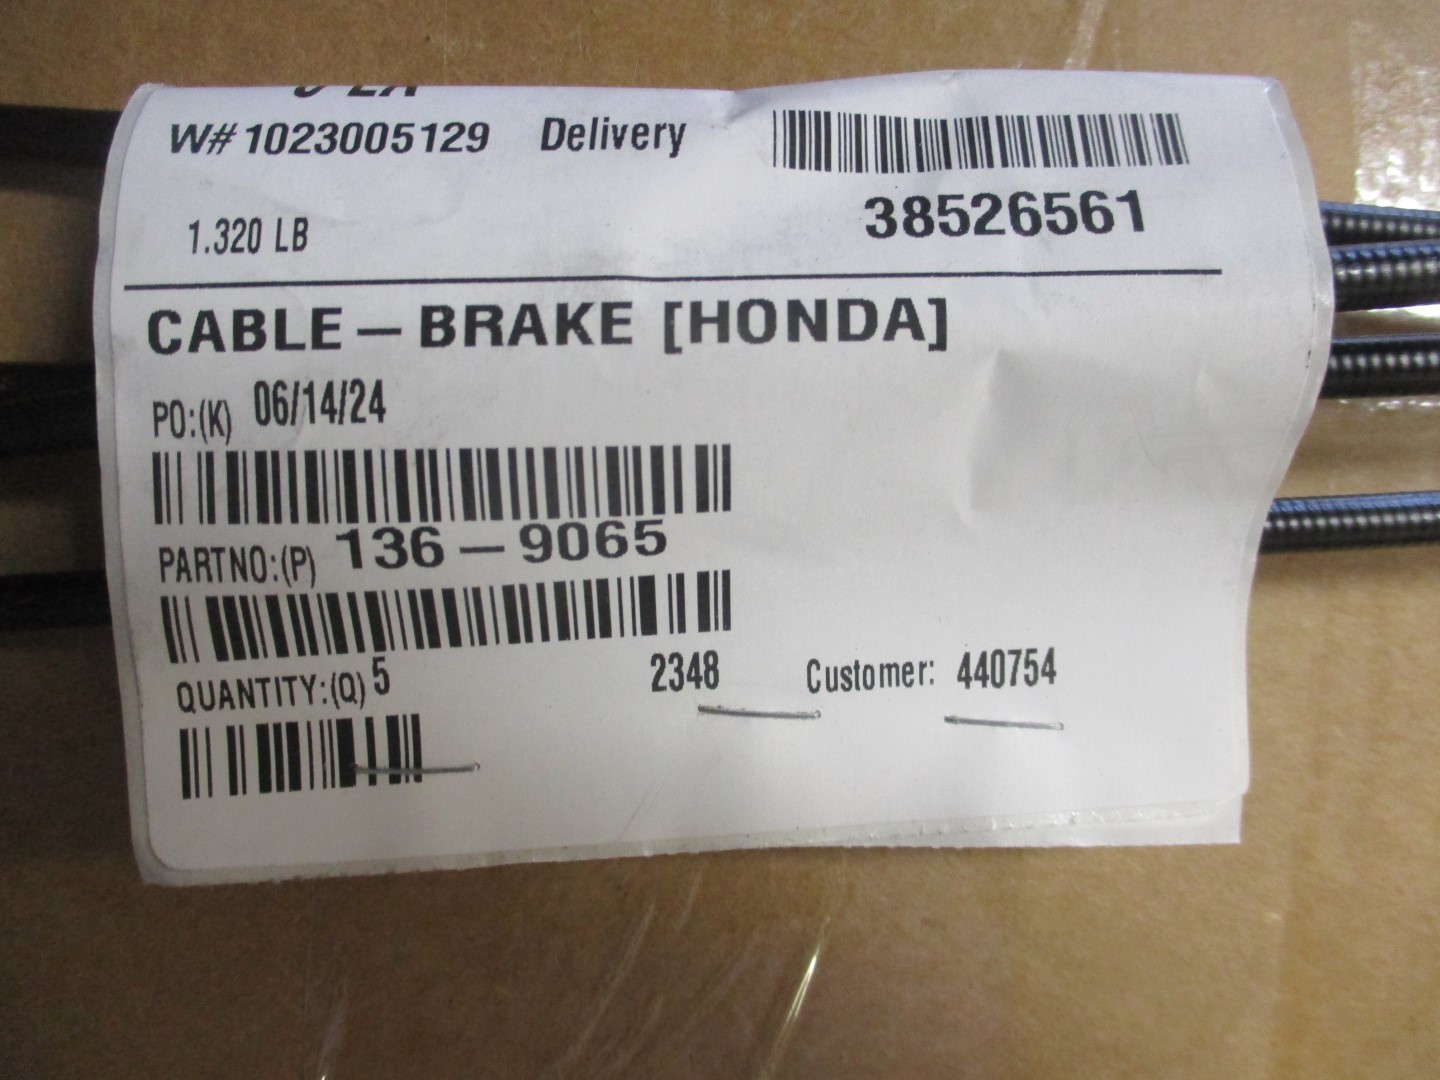 W# 1023005129 Delivery
38526561
1.320 LB
CABLE – BRAKE [HONDA]
PO:(K) 06/14/24
PARTNO:(P) 136 – 9065
QUANTITY:(Q) 5 2348 Customer: 440754